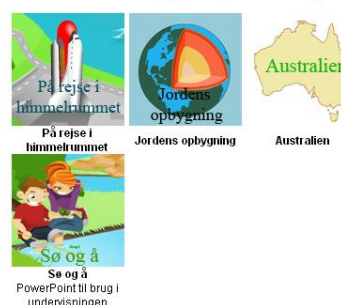 På rejse i
himmelrummet
På rejse i
himmelrummet
Jordens
opbygning
Jordens opbygning
Australien
Australien
Sø og å
Sø og å
PowerPoint til brug i
undervisningen